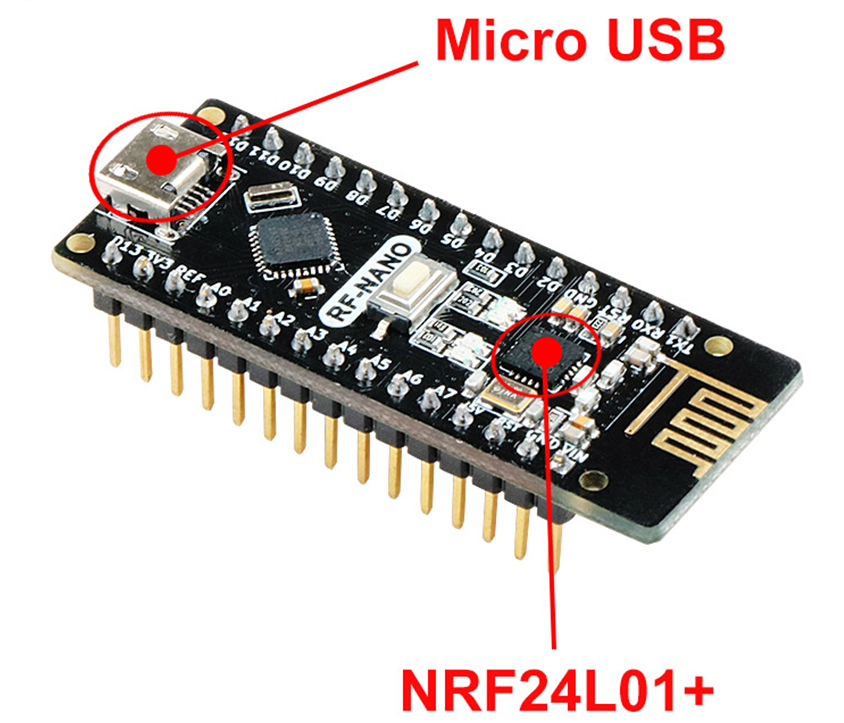 Micro USB
D12
D11
D10
D9
D8
D7
D6
D5
D4
D3
D2
GND
RST
RX0
TX1
D13
3V3
REF
A0
A1
A2
A3
A4
A5
A6
A7
5V
RST
GND
VIN
RF-NANO
NRF24L01+